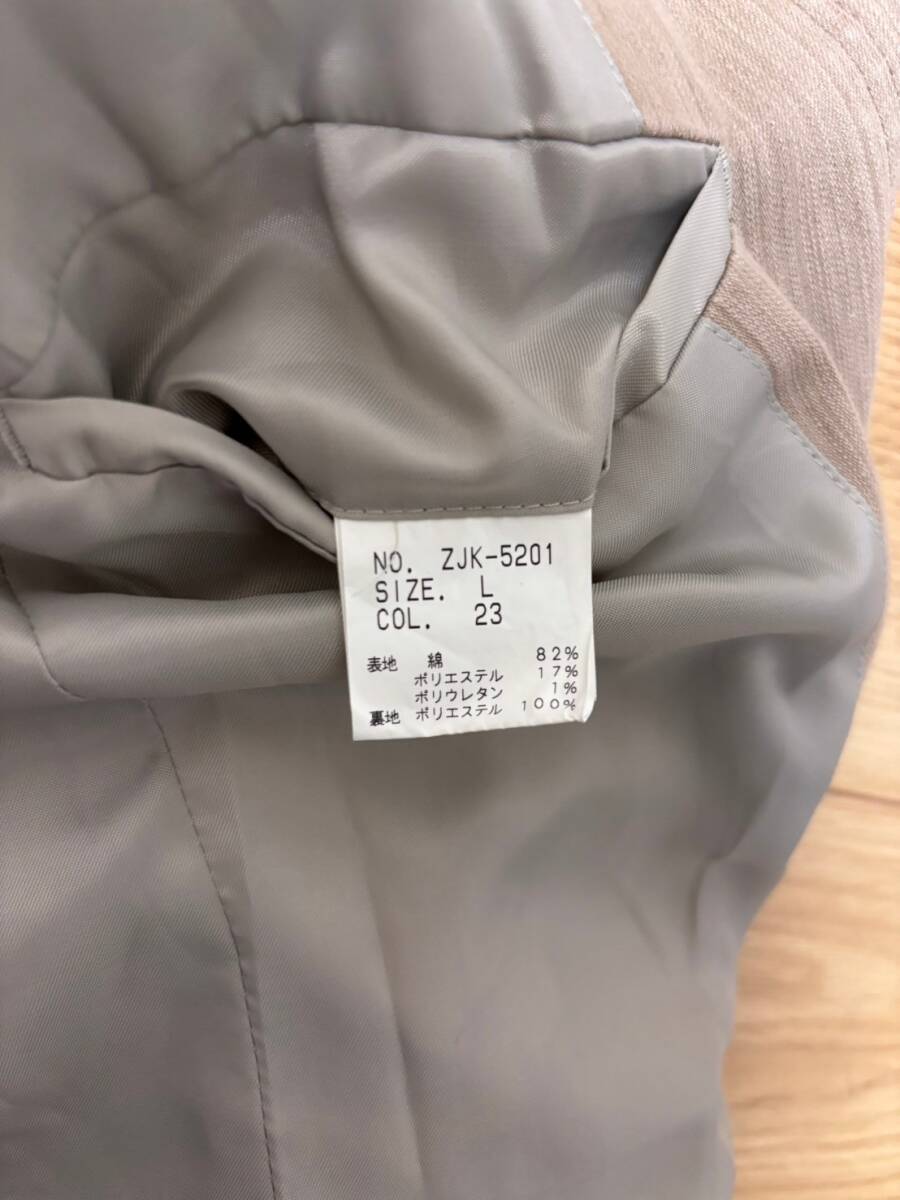 NO. ZJK-5201
SIZE. L
COL. 23
表地 綿 82%
ポリエステル 17%
ポリウレタン 1%
裏地 ポリエステル 100%